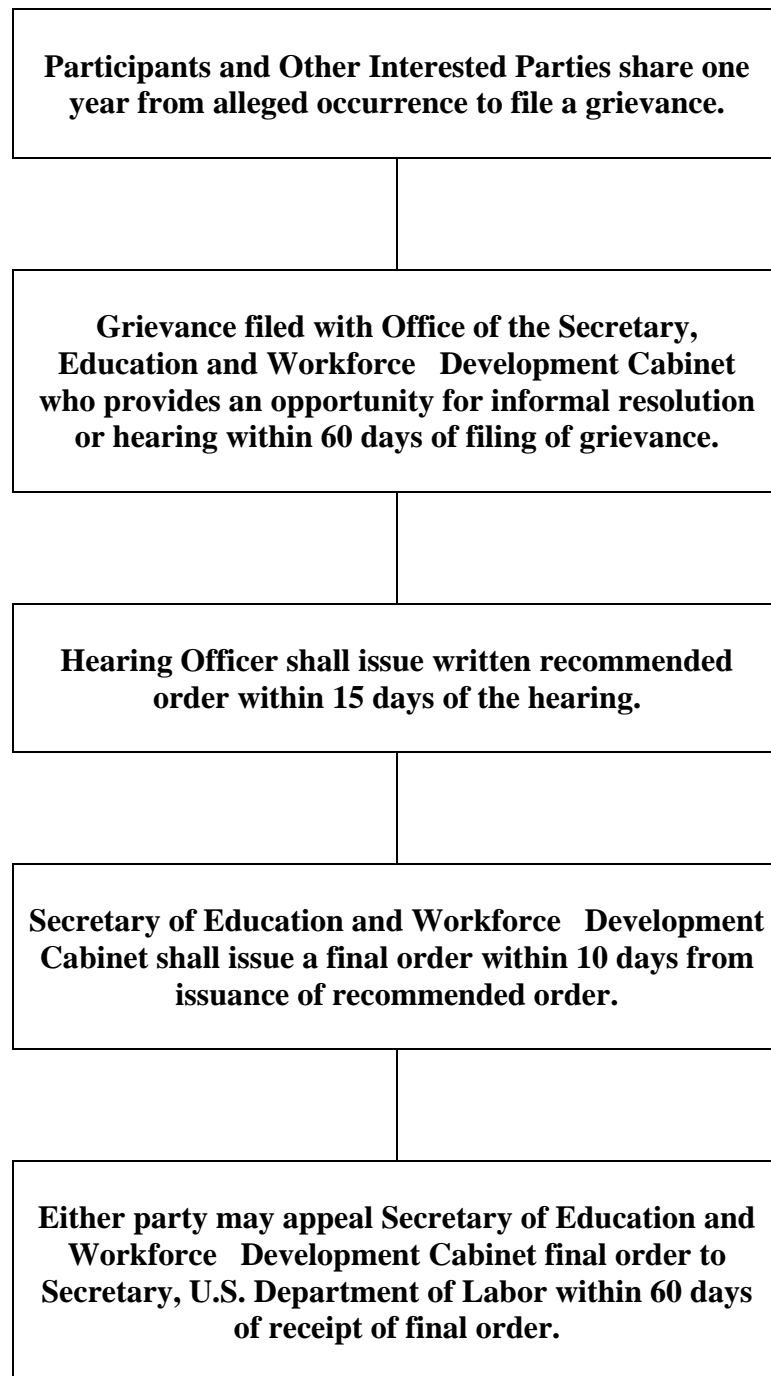 Participants and Other Interested Parties share one
year from alleged occurrence to file a grievance.
Grievance filed with Office of the Secretary,
Education and Workforce   Development Cabinet
who provides an opportunity for informal resolution
or hearing within 60 days of filing of grievance.
Hearing Officer shall issue written recommended
order within 15 days of the hearing.
Secretary of Education and Workforce   Development
Cabinet shall issue a final order within 10 days from
issuance of recommended order.
Either party may appeal Secretary of Education and
Workforce   Development Cabinet final order to
Secretary, U.S. Department of Labor within 60 days
of receipt of final order.